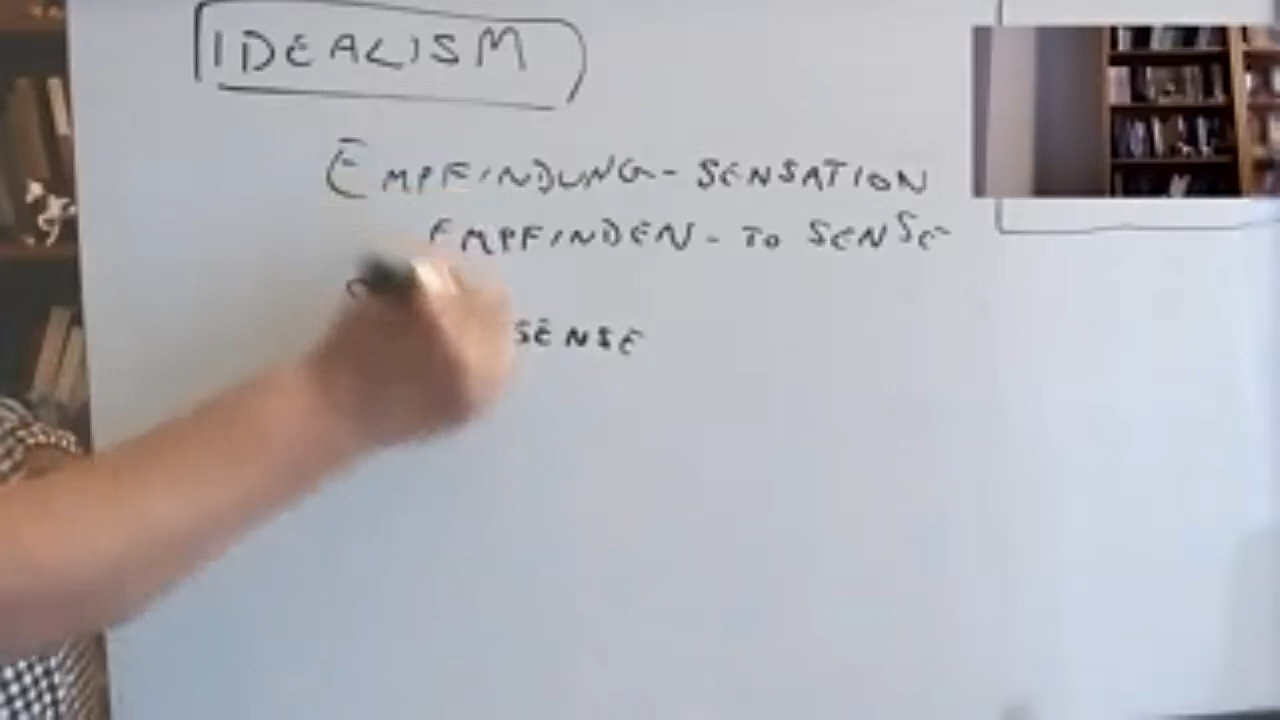 IDEALISM
EMPFINDUNG - SENSATION
EMPFINDEN - TO SENSE
SENSE